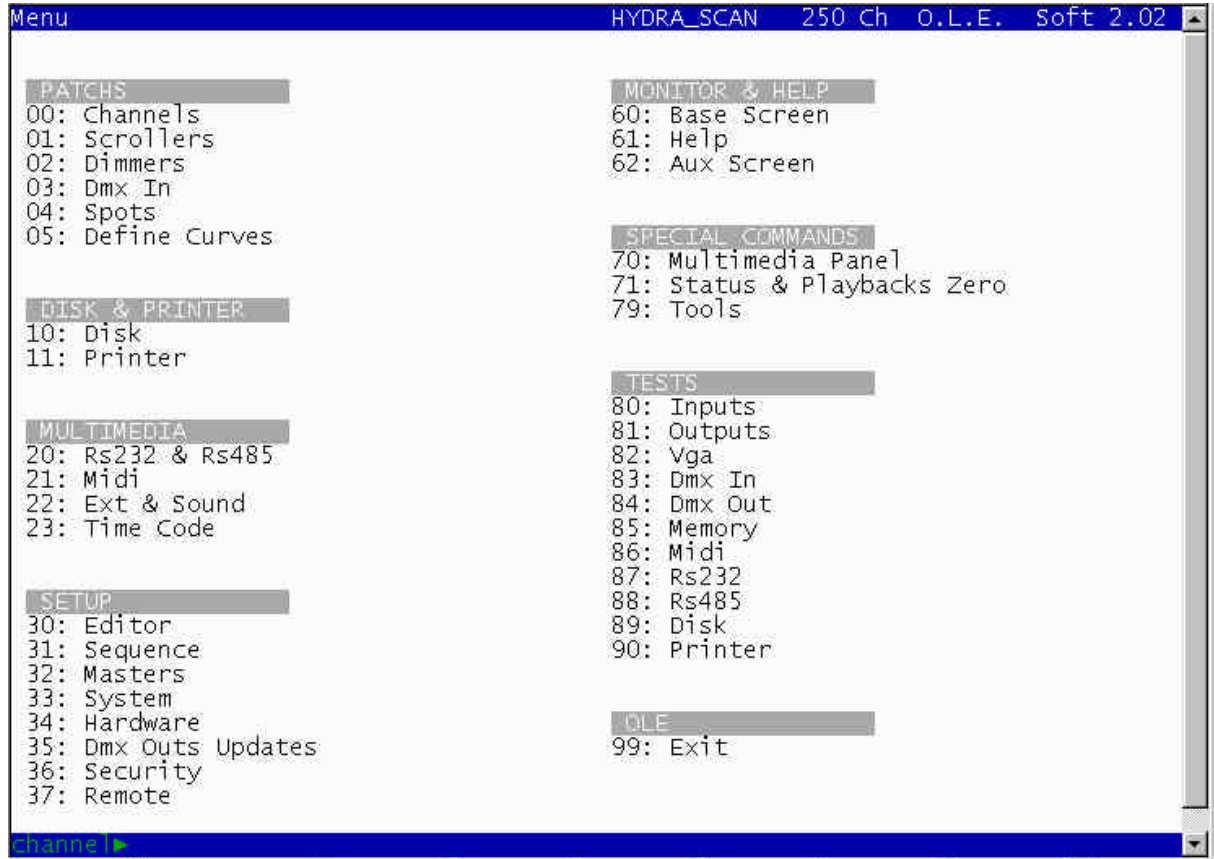 Menu HYDRA_SCAN 250 Ch O.L.E. Soft 2.02
PATCHS
00: Channels
01: Scrollers
02: Dimmers
03: Dmx In
04: Spots
05: Define Curves
DISK & PRINTER
10: Disk
11: Printer
MULTIMEDIA
20: Rs232 & Rs485
21: Midi
22: Ext & Sound
23: Time Code
SETUP
30: Editor
31: Sequence
32: Masters
33: System
34: Hardware
35: Dmx Outs Updates
36: Security
37: Remote
MONITOR & HELP
60: Base Screen
61: Help
62: Aux Screen
SPECIAL COMMANDS
70: Multimedia Panel
71: Status & Playbacks Zero
79: Tools
TESTS
80: Inputs
81: Outputs
82: Vga
83: Dmx In
84: Dmx Out
85: Memory
86: Midi
87: Rs232
88: Rs485
89: Disk
90: Printer
OLE
99: Exit
channel►